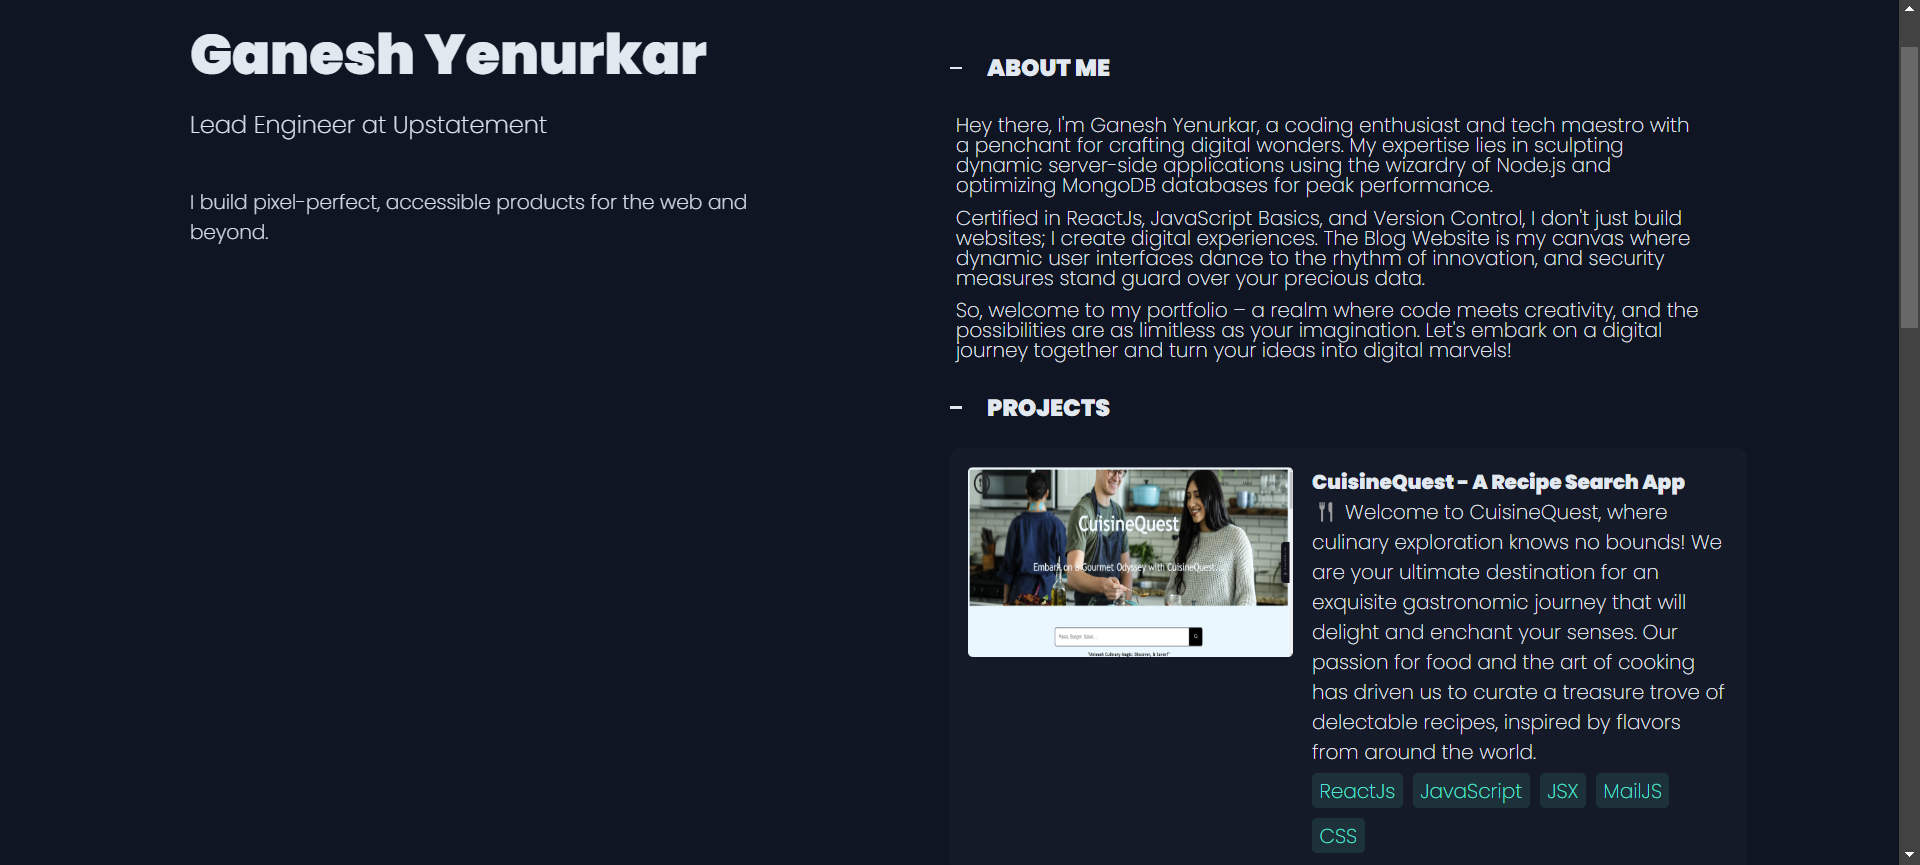 Ganesh Yenurkar
Lead Engineer at Upstatement
I build pixel-perfect, accessible products for the web and
beyond.
ABOUT ME
Hey there, I'm Ganesh Yenurkar, a coding enthusiast and tech maestro with
a penchant for crafting digital wonders. My expertise lies in sculpting
dynamic server-side applications using the wizardry of Node.js and
optimizing MongoDB databases for peak performance.
Certified in ReactJs, JavaScript Basics, and Version Control, I don't just build
websites; I create digital experiences. The Blog Website is my canvas where
dynamic user interfaces dance to the rhythm of innovation, and security
measures stand guard over your precious data.
So, welcome to my portfolio – a realm where code meets creativity, and the
possibilities are as limitless as your imagination. Let's embark on a digital
journey together and turn your ideas into digital marvels!
PROJECTS
CuisineQuest
Embark on a Gourmet Odyssey with CuisineQuest...
Pasta, Burger, Salad...
"Unleash Culinary Magic: Discover, & Savor!"
CuisineQuest - A Recipe Search App
🍴 Welcome to CuisineQuest, where
culinary exploration knows no bounds! We
are your ultimate destination for an
exquisite gastronomic journey that will
delight and enchant your senses. Our
passion for food and the art of cooking
has driven us to curate a treasure trove of
delectable recipes, inspired by flavors
from around the world.
ReactJs JavaScript JSX MailJS
CSS